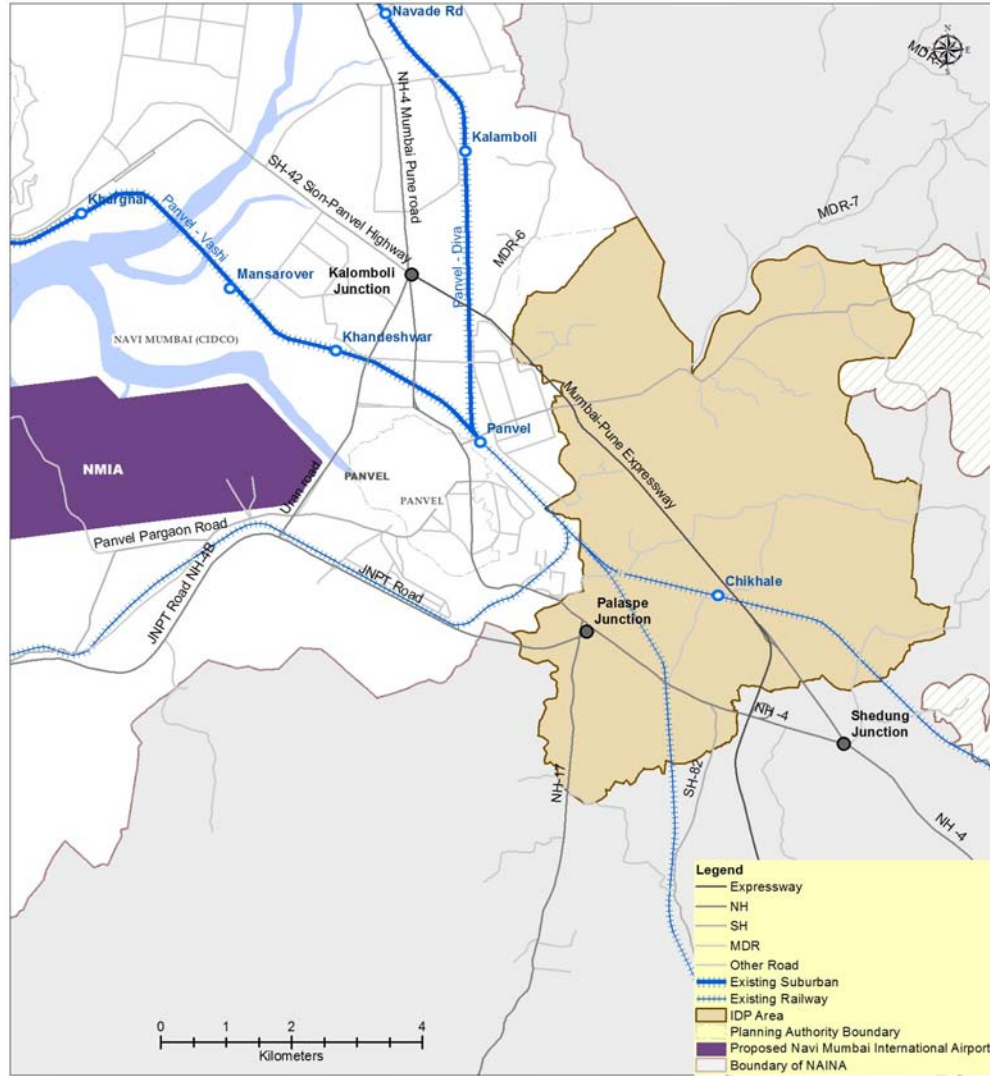 Navade Rd
MDR-5
NH-4 Mumbai Pune road
Kalamboli
SH-42 Sion-Panvel Highway
MDR-7
Kharghar
Panvel - Vashi
MDR-6
Panvel - Diva
Mansarover
Kalomboli
Junction
NAVI MUMBAI (CIDCO)
Khandeshwar
Mumbai-Pune Expressway
Panvel
NMIA
Uran road
PANVEL
PANVEL
Panvel Pargaon Road
JNPT Road NH-4B
JNPT Road
Chikhale
Palaspe
Junction
NH -4
Shedung
Junction
NH-17
SH-82
NH -4
Legend
Expressway
NH
SH
MDR
Other Road
Existing Suburban
Existing Railway
IDP Area
Planning Authority Boundary
Proposed Navi Mumbai International Airport
Boundary of NAINA
0 1 2 4
Kilometers